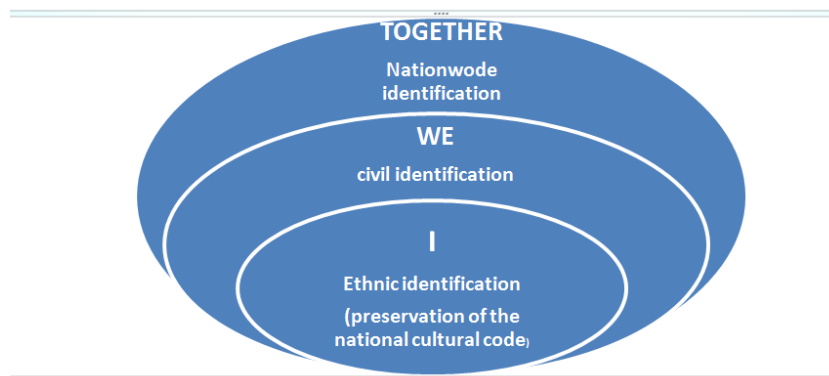 TOGETHER
Nationwode
identification
WE
civil identification
I
Ethnic identification
(preservation of the
national cultural code)